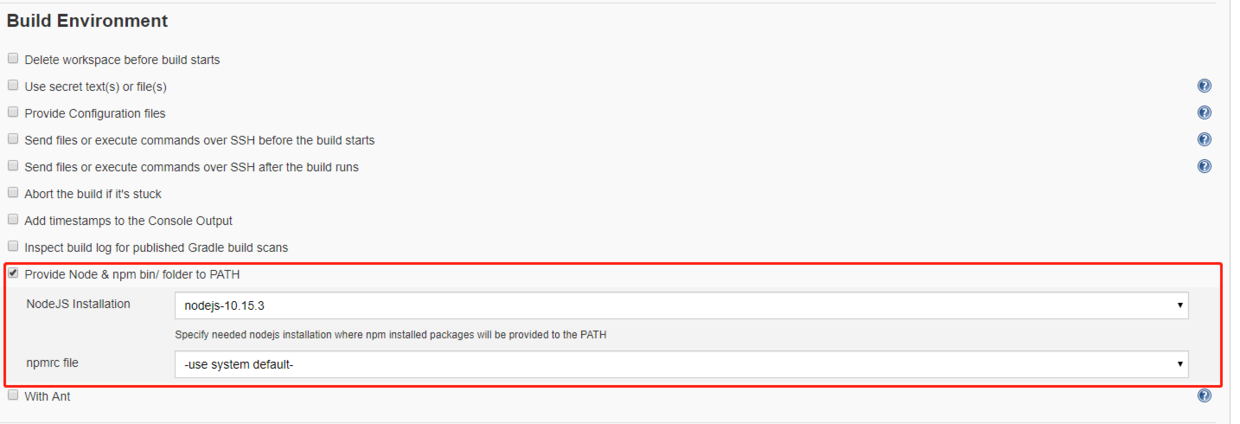 Build Environment
Delete workspace before build starts
Use secret text(s) or file(s)
Provide Configuration files
Send files or execute commands over SSH before the build starts
Send files or execute commands over SSH after the build runs
Abort the build if it's stuck
Add timestamps to the Console Output
Inspect build log for published Gradle build scans
Provide Node & npm bin/ folder to PATH
NodeJS Installation nodejs-10.15.3
Specify needed nodejs installation where npm installed packages will be provided to the PATH
npmrc file -use system default-
With Ant